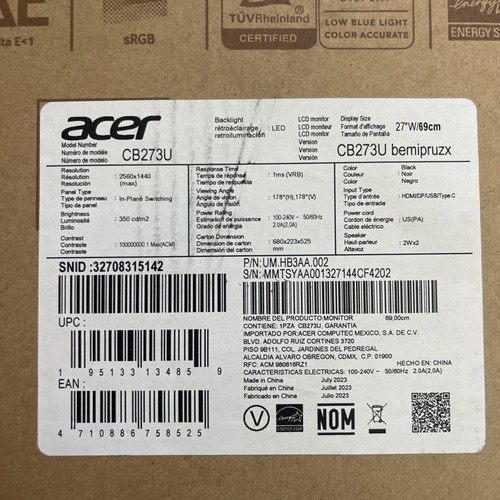 AE
ta E<1
sRGB
TÜVRheinland
CERTIFIED
LOW BLUE LIGHT
COLOR ACCURATE
energy
ENERGY S
acer
Model Number
Numéro de modèle
Número de modelo
CB273U
Backlight
rétroéclairage
retroiluminación
: LED
LCD monitor
LCD moniteur
LCD monitor
Display Size
Format d'affichage
Tamaño de Pantalla
27"W/69cm
Version
Version
Versión
CB273U bemipruzx
Resolution
Résolution
Resolución
: 2560x1440
(max)
Response Time
Temps de réponse
Tiempo de respuesta
: 1ms (VRB)
Color
Couleur
Color
: Black
: Noir
: Negro
Panel Type
Type de panneau
Tipo de panel
: In-Plane Switching
Viewing Angle
Angle de vision
Ángulo de visión
: 178°(H),178°(V)
Input Type
Type d'entrée
Tipo de entrada
: HDMI/DP/USB/Type C
Brightness
Luminosité
Brillo
: 350 cd/m2
Power Rating
Estimation de puissance
Grado de energía
: 100-240V ~ 50/60Hz
2.0A(2.0A)
Power cord
Cordon d'énergie
Cable eléctrico
: US(PA)
Contrast
Contraste
Contraste
: 100000000:1 Max(ACM)
Carton Dimension
Dimension de carton
Dimensión del cartón
: 680x223x525
mm
Speaker
Haut-parleur
Altavoz
: 2Wx2
SNID :32708315142
P/N:UM.HB3AA.002
S/N:MMTSYAA001327144CF4202
UPC :
1 95133 13485 9
EAN :
4 710886 758525
NOMBRE DEL PRODUCTO:MONITOR 69,00cm
CONTIENE: 1PZA CB273U, GARANTIA
IMPORTADO POR: ACER COMPUTEC MEXICO, S.A. DE C.V.
BLVD. ADOLFO RUIZ CORTINES 3720
PISO 9B111, COL. JARDINES DEL PEDREGAL
ALCALDIA ALVARO OBREGON, CDMX, C.P. 01900
RFC: ACM 980616RZ1
HECHO EN: CHINA
CARACTERISTICAS ELECTRICAS: 100-240V~ 50/60Hz 2.0A(2.0A)
Made in China
Fabriqué en Chine
Fabricado en China
July 2023
Juillet 2023
Julio 2023
V
ENERGY STAR
NOM